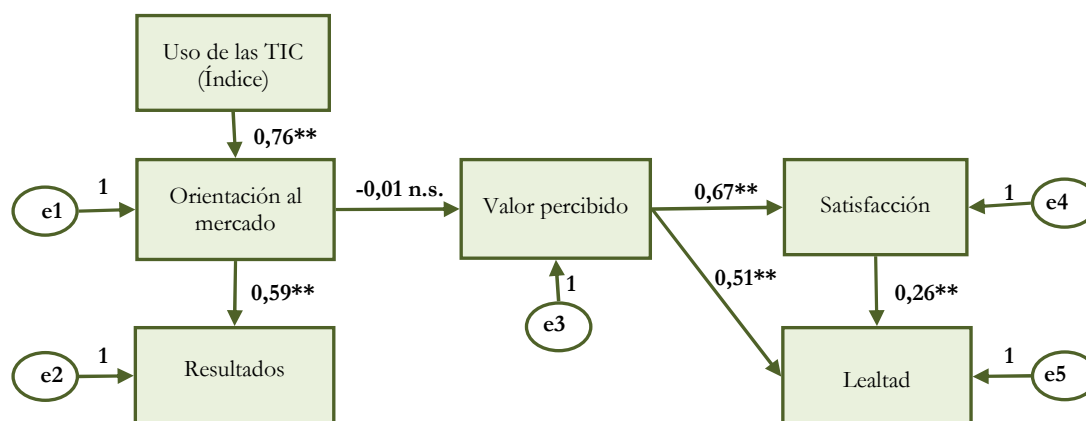 Uso de las TIC
(Índice)
0,76**
1
e1
Orientación al
mercado
-0,01 n.s.
Valor percibido
0,67**
Satisfacción
1
e4
0,59**
1
e3
0,51**
0,26**
1
e2
Resultados
Lealtad
1
e5